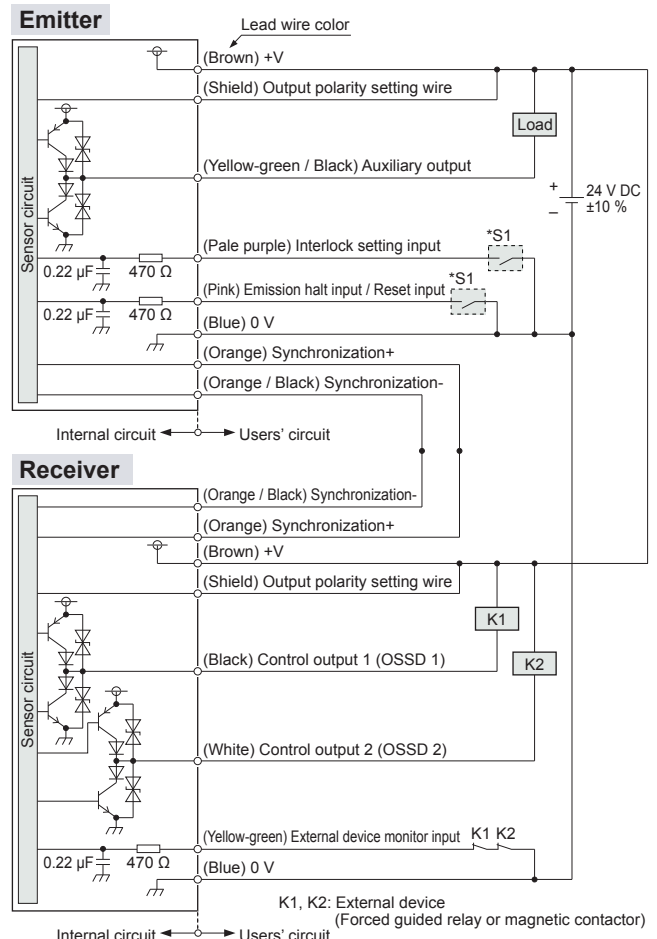 Emitter
Lead wire color
(Brown) +V
(Shield) Output polarity setting wire
Load
(Yellow-green / Black) Auxiliary output
+
−
24 V DC
±10 %
Sensor circuit
(Pale purple) Interlock setting input
*S1
0.22 µF
470 Ω
(Pink) Emission halt input / Reset input
*S1
0.22 µF
470 Ω
(Blue) 0 V
(Orange) Synchronization+
(Orange / Black) Synchronization-
Internal circuit
Users' circuit
Receiver
(Orange / Black) Synchronization-
(Orange) Synchronization+
(Brown) +V
(Shield) Output polarity setting wire
K1
(Black) Control output 1 (OSSD 1)
K2
Sensor circuit
(White) Control output 2 (OSSD 2)
(Yellow-green) External device monitor input
K1 K2
0.22 µF
470 Ω
(Blue) 0 V
K1, K2: External device
(Forced guided relay or magnetic contactor)
Internal circuit
Users' circuit